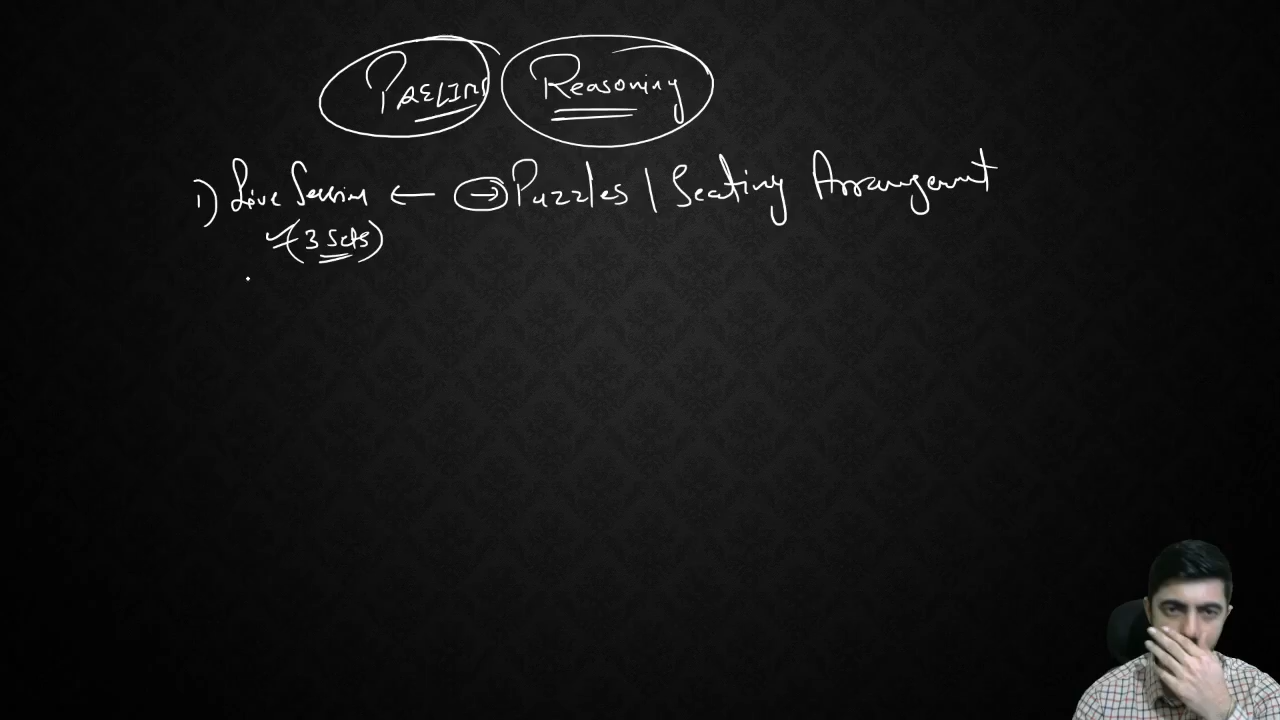 PRELIMS Reasoning
1) Live Session ← → Puzzles | Seating Arrangement
(3 Sets)